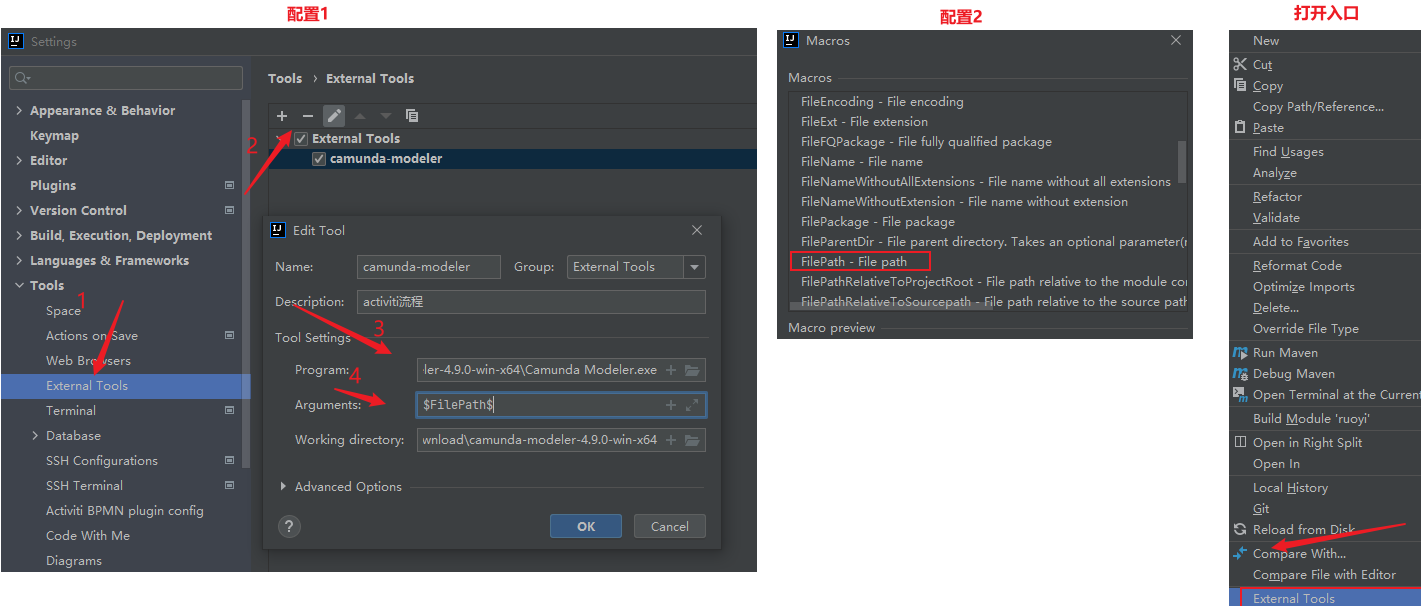 配置1
配置2
打开入口
Settings
Tools › External Tools
Appearance & Behavior
Keymap
Editor
Plugins
Version Control
Build, Execution, Deployment
Languages & Frameworks
Tools
Space
Actions on Save
Web Browsers
External Tools
Terminal
Database
SSH Configurations
SSH Terminal
Activiti BPMN plugin config
Code With Me
Diagrams
1
2
External Tools
camunda-modeler
Edit Tool
Name: camunda-modeler Group: External Tools
Description: activiti流程
Tool Settings
3
Program: ler-4.9.0-win-x64\Camunda Modeler.exe
4
Arguments: $FilePath$
Working directory: wnload\camunda-modeler-4.9.0-win-x64
Advanced Options
?
OK Cancel
Macros
Macros
FileEncoding - File encoding
FileExt - File extension
FileFQPackage - File fully qualified package
FileName - File name
FileNameWithoutAllExtensions - File name without all extensions
FileNameWithoutExtension - File name without extension
FilePackage - File package
FileParentDir - File parent directory. Takes an optional parameter(r
FilePath - File path
FilePathRelativeToProjectRoot - File path relative to the module co
FilePathRelativeToSourcepath - File path relative to the source path
Macro preview
New
Cut
Copy
Copy Path/Reference...
Paste
Find Usages
Analyze
Refactor
Validate
Add to Favorites
Reformat Code
Optimize Imports
Delete...
Override File Type
Run Maven
Debug Maven
Open Terminal at the Current
Build Module 'ruoyi'
Open in Right Split
Open In
Local History
Git
Reload from Disk
Compare With...
Compare File with Editor
External Tools